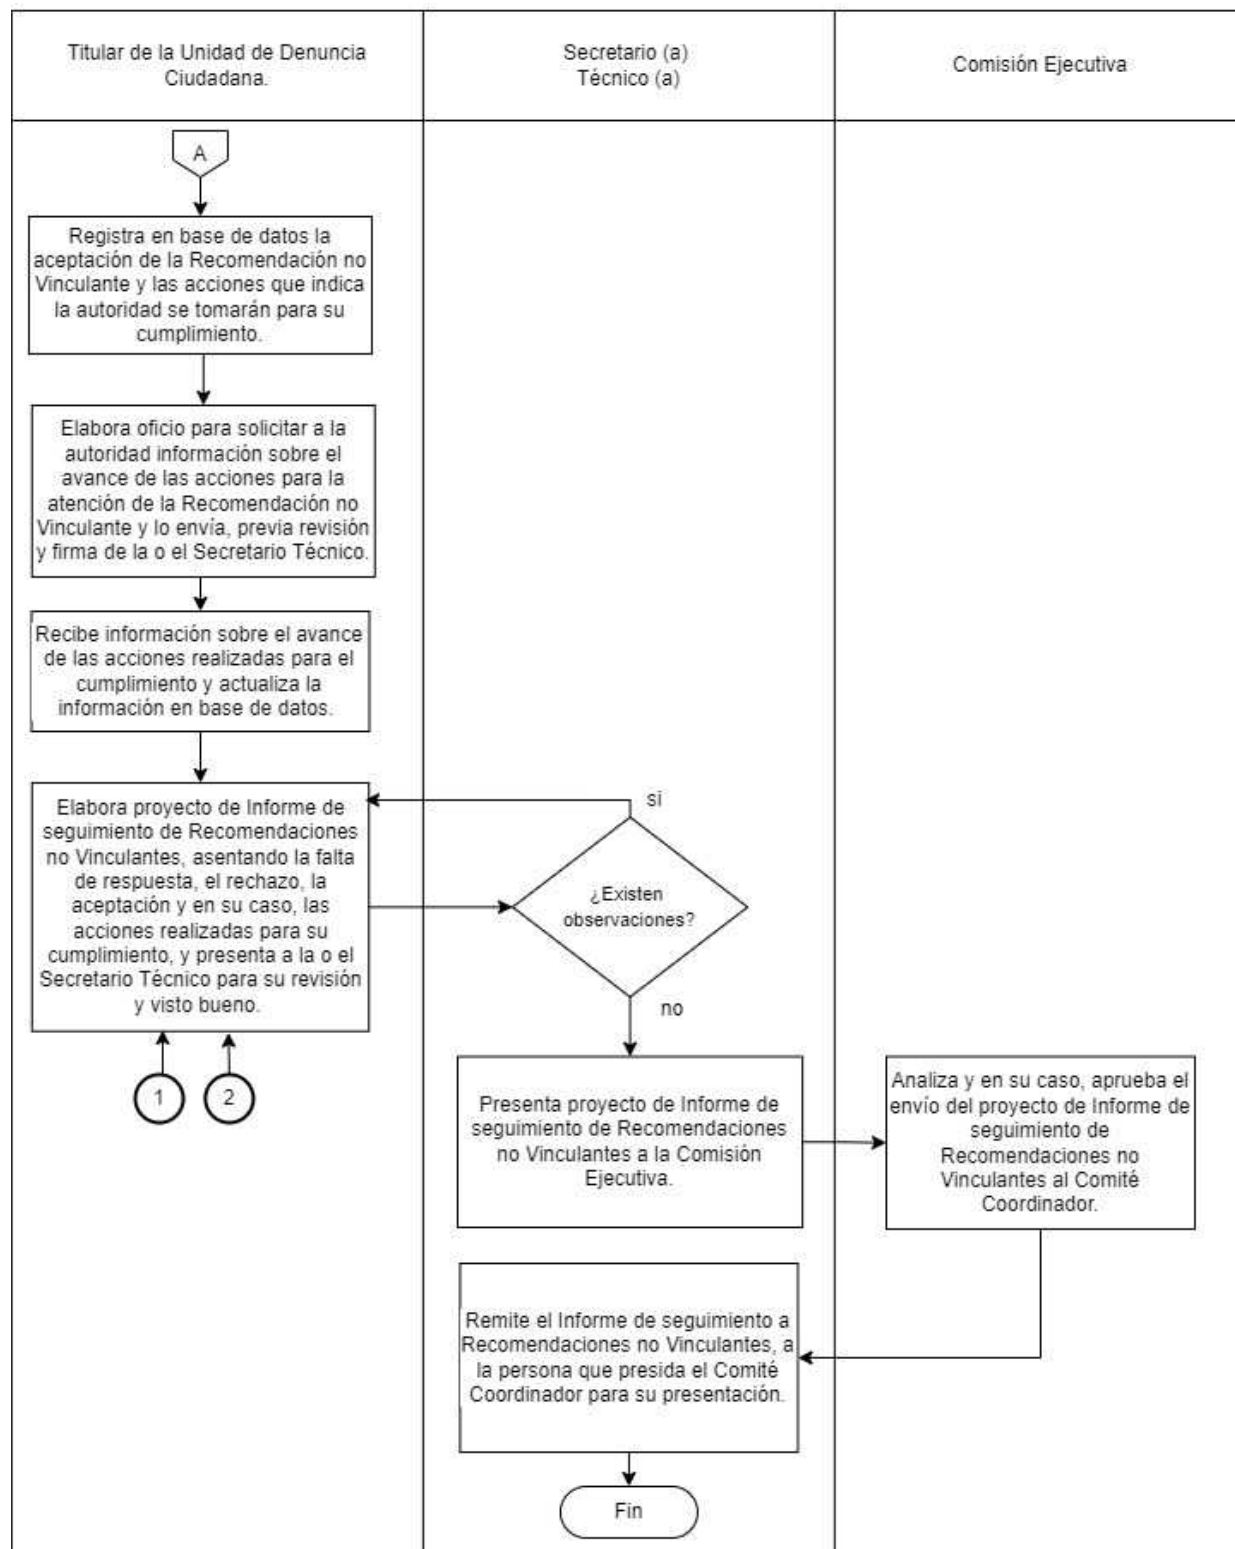 Titular de la Unidad de Denuncia
Ciudadana.
Secretario (a)
Técnico (a)
Comisión Ejecutiva
A
Registra en base de datos la
aceptación de la Recomendación no
Vinculante y las acciones que indica
la autoridad se tomarán para su
cumplimiento.
Elabora oficio para solicitar a la
autoridad información sobre el
avance de las acciones para la
atención de la Recomendación no
Vinculante y lo envía, previa revisión
y firma de la o el Secretario Técnico.
Recibe información sobre el avance
de las acciones realizadas para el
cumplimiento y actualiza la
información en base de datos.
Elabora proyecto de Informe de
seguimiento de Recomendaciones
no Vinculantes, asentando la falta
de respuesta, el rechazo, la
aceptación y en su caso, las
acciones realizadas para su
cumplimiento, y presenta a la o el
Secretario Técnico para su revisión
y visto bueno.
1
2
si
¿Existen
observaciones?
no
Presenta proyecto de Informe de
seguimiento de Recomendaciones
no Vinculantes a la Comisión
Ejecutiva.
Analiza y en su caso, aprueba el
envío del proyecto de Informe de
seguimiento de
Recomendaciones no
Vinculantes al Comité
Coordinador.
Remite el Informe de seguimiento a
Recomendaciones no Vinculantes, a
la persona que presida el Comité
Coordinador para su presentación.
Fin